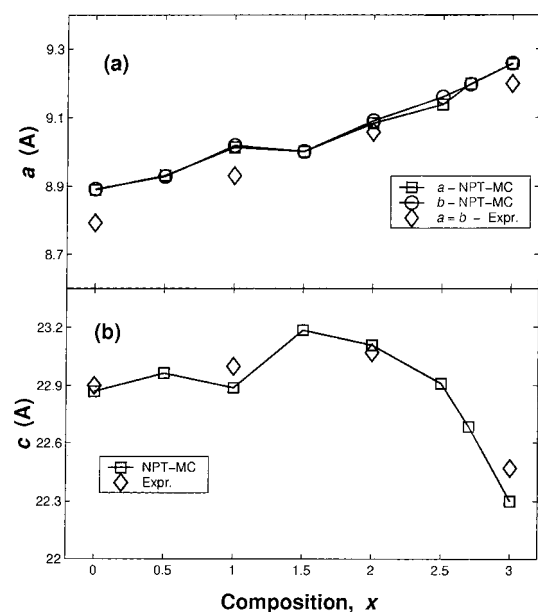 (a)
9.3
9.1
8.9
8.7
a (A)
a – NPT–MC
b – NPT–MC
a = b – Expr.
(b)
23.2
22.9
22.6
22.3
22
c (A)
NPT–MC
Expr.
0 0.5 1 1.5 2 2.5 3
Composition, x